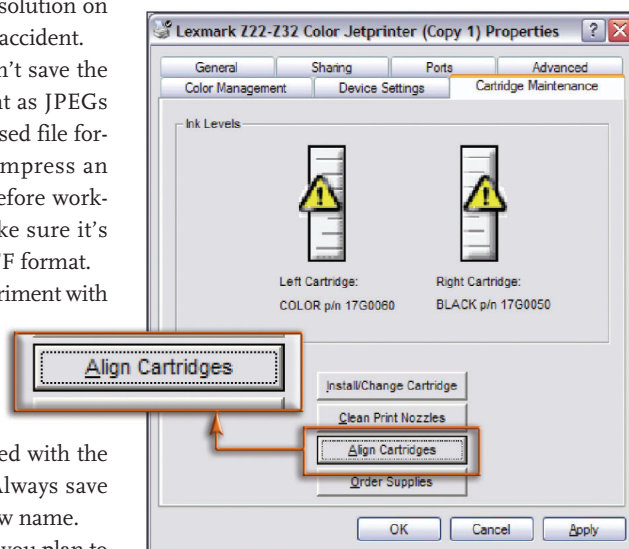 solution on
accident.
n't save the
nt as JPEGs
sed file for-
mpress an
efore work-
ke sure it's
F format.
riment with
ed with the
Always save
w name.
you plan to
Lexmark Z22-Z32 Color Jetprinter (Copy 1) Properties
General Sharing Ports Advanced
Color Management Device Settings Cartridge Maintenance
Ink Levels
Left Cartridge: Right Cartridge:
COLOR p/n 17G0060 BLACK p/n 17G0050
Align Cartridges
Install/Change Cartridge
Clean Print Nozzles
Align Cartridges
Order Supplies
OK Cancel Apply